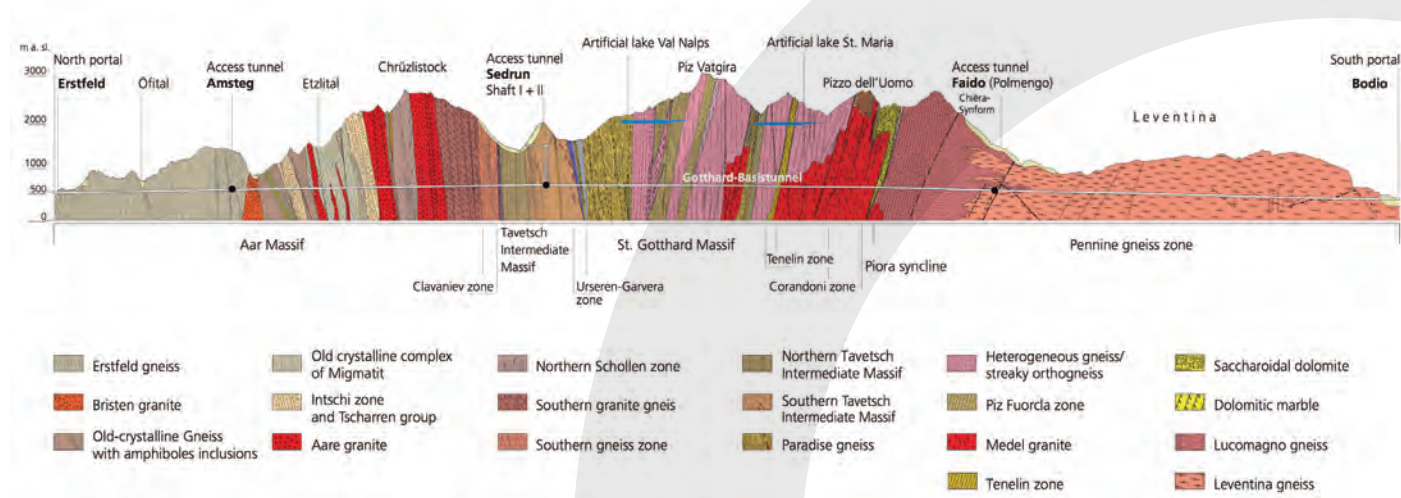 m a. sl.
3000
2000
1000
500
0
North portal
Erstfeld
Öfital
Access tunnel
Amsteg
Etzlital
Chrüzlistock
Access tunnel
Sedrun
Shaft I + II
Artificial lake Val Nalps
Piz Vatgira
Artificial lake St. Maria
Pizzo dell'Uomo
Access tunnel
Faido (Polmengo)
Chièra-
Synform
Leventina
South portal
Bodio
Gotthard-Basistunnel
Aar Massif
Clavaniev zone
Tavetsch
Intermediate
Massif
Urseren-Garvera
zone
St. Gotthard Massif
Tenelin zone
Corandoni zone
Piora syncline
Pennine gneiss zone
Erstfeld gneiss
Bristen granite
Old-crystalline Gneiss
with amphiboles inclusions
Old crystalline complex
of Migmatit
Intschi zone
and Tscharren group
Aare granite
Northern Schollen zone
Southern granite gneis
Southern gneiss zone
Northern Tavetsch
Intermediate Massif
Southern Tavetsch
Intermediate Massif
Paradise gneiss
Heterogeneous gneiss/
streaky orthogneiss
Piz Fuorcla zone
Medel granite
Tenelin zone
Saccharoidal dolomite
Dolomitic marble
Lucomagno gneiss
Leventina gneiss